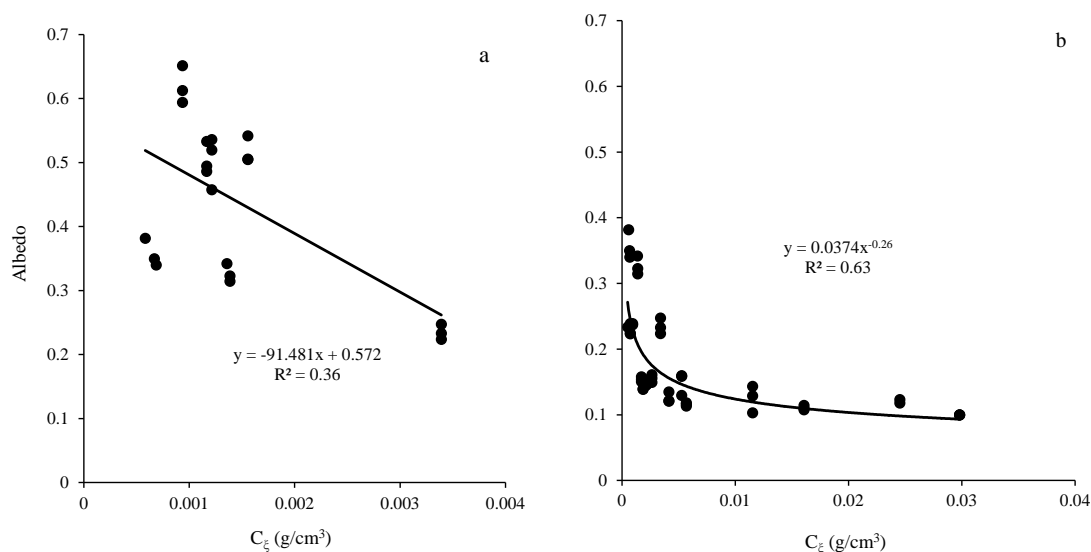 a
0.7
0.6
0.5
0.4
0.3
0.2
0.1
0
Albedo
y = -91.481x + 0.572
R² = 0.36
0 0.001 0.002 0.003 0.004
C_ξ (g/cm³)
b
0.7
0.6
0.5
0.4
0.3
0.2
0.1
0
y = 0.0374x^-0.26
R² = 0.63
0 0.01 0.02 0.03 0.04
C_ξ (g/cm³)